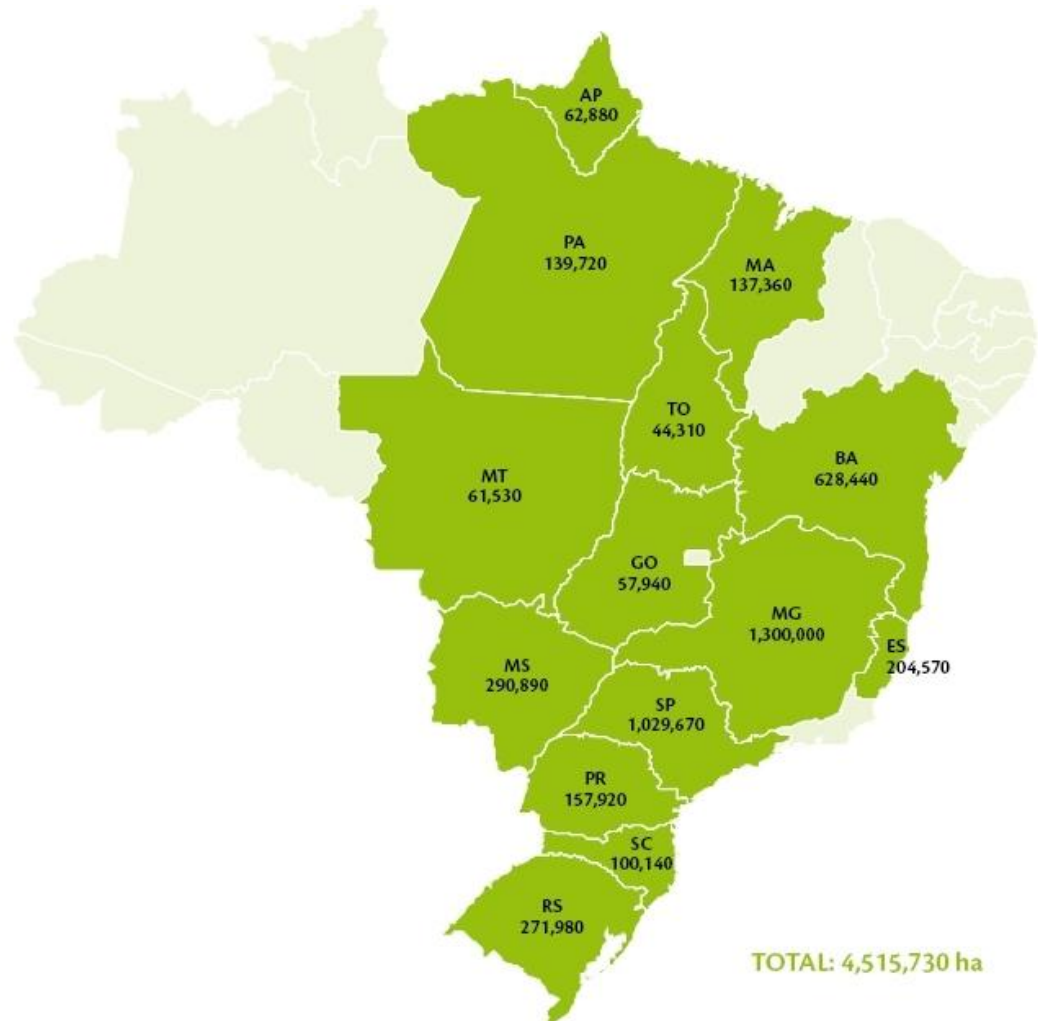 AP
62,880
PA
139,720
MA
137,360
TO
44,310
BA
628,440
MT
61,530
GO
57,940
MG
1,300,000
ES
204,570
MS
290,890
SP
1,029,670
PR
157,920
SC
100,140
RS
271,980
TOTAL: 4,515,730 ha